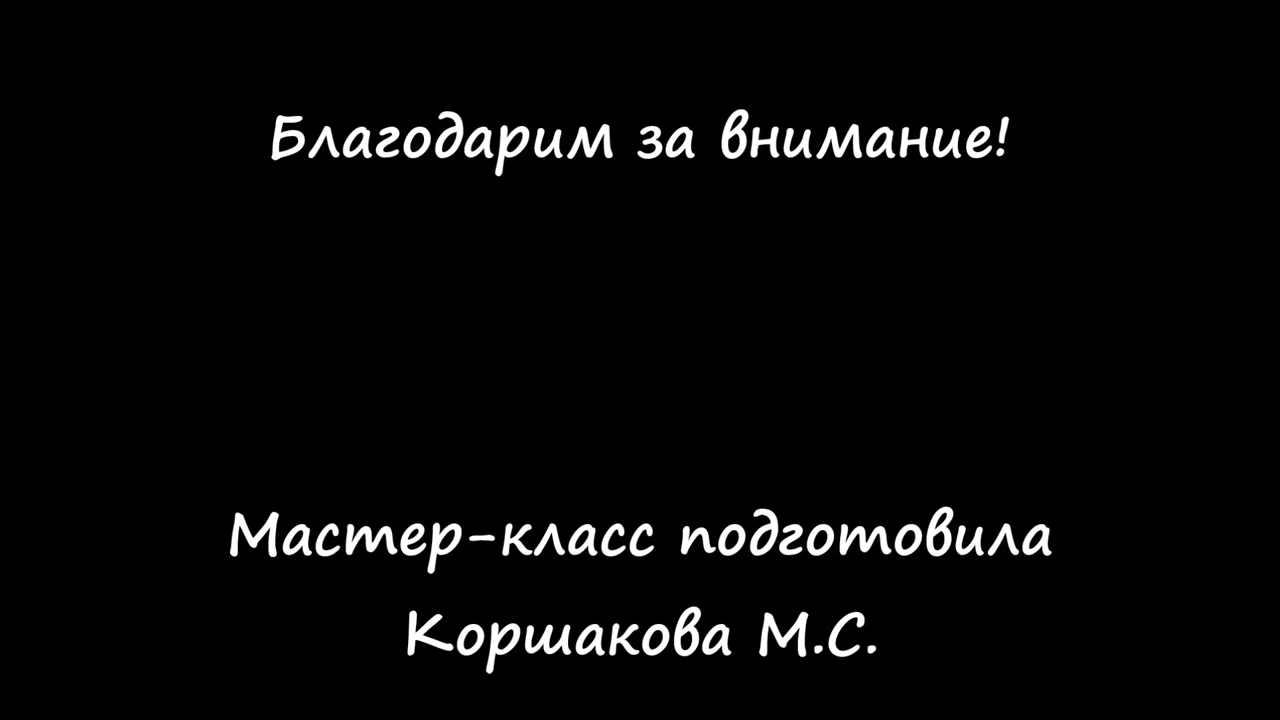 Благодарим за внимание!
Мастер-класс подготовила
Коршакова М.С.